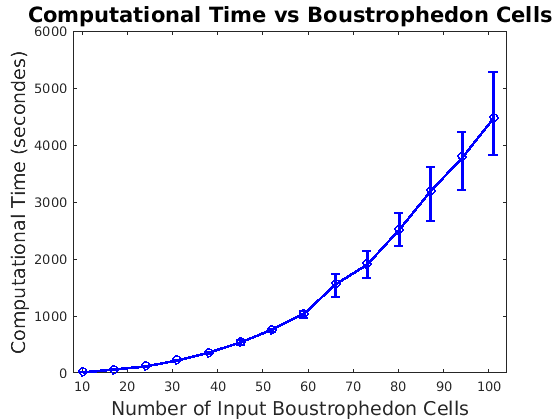 Computational Time vs Boustrophedon Cells
Computational Time (secondes)
6000
5000
4000
3000
2000
1000
0
10 20 30 40 50 60 70 80 90 100
Number of Input Boustrophedon Cells